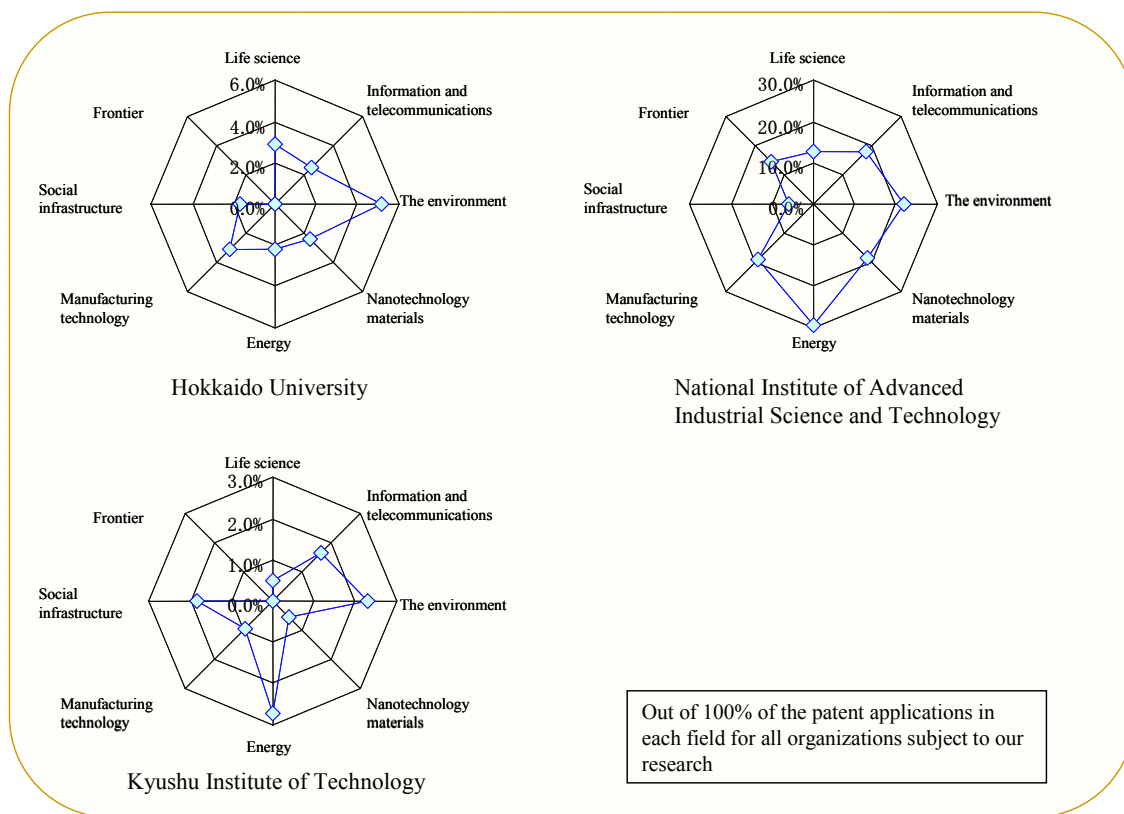 Life science
6.0%
Information and
telecommunications
Frontier
4.0%
2.0%
Social
infrastructure
0.0%
The environment
Manufacturing
technology
Nanotechnology
materials
Energy
Hokkaido University
Life science
30.0%
Information and
telecommunications
Frontier
20.0%
10.0%
Social
infrastructure
0.0%
The environment
Manufacturing
technology
Nanotechnology
materials
Energy
National Institute of Advanced
Industrial Science and Technology
Life science
3.0%
Information and
telecommunications
Frontier
2.0%
1.0%
Social
infrastructure
0.0%
The environment
Manufacturing
technology
Nanotechnology
materials
Energy
Kyushu Institute of Technology
Out of 100% of the patent applications in
each field for all organizations subject to our
research